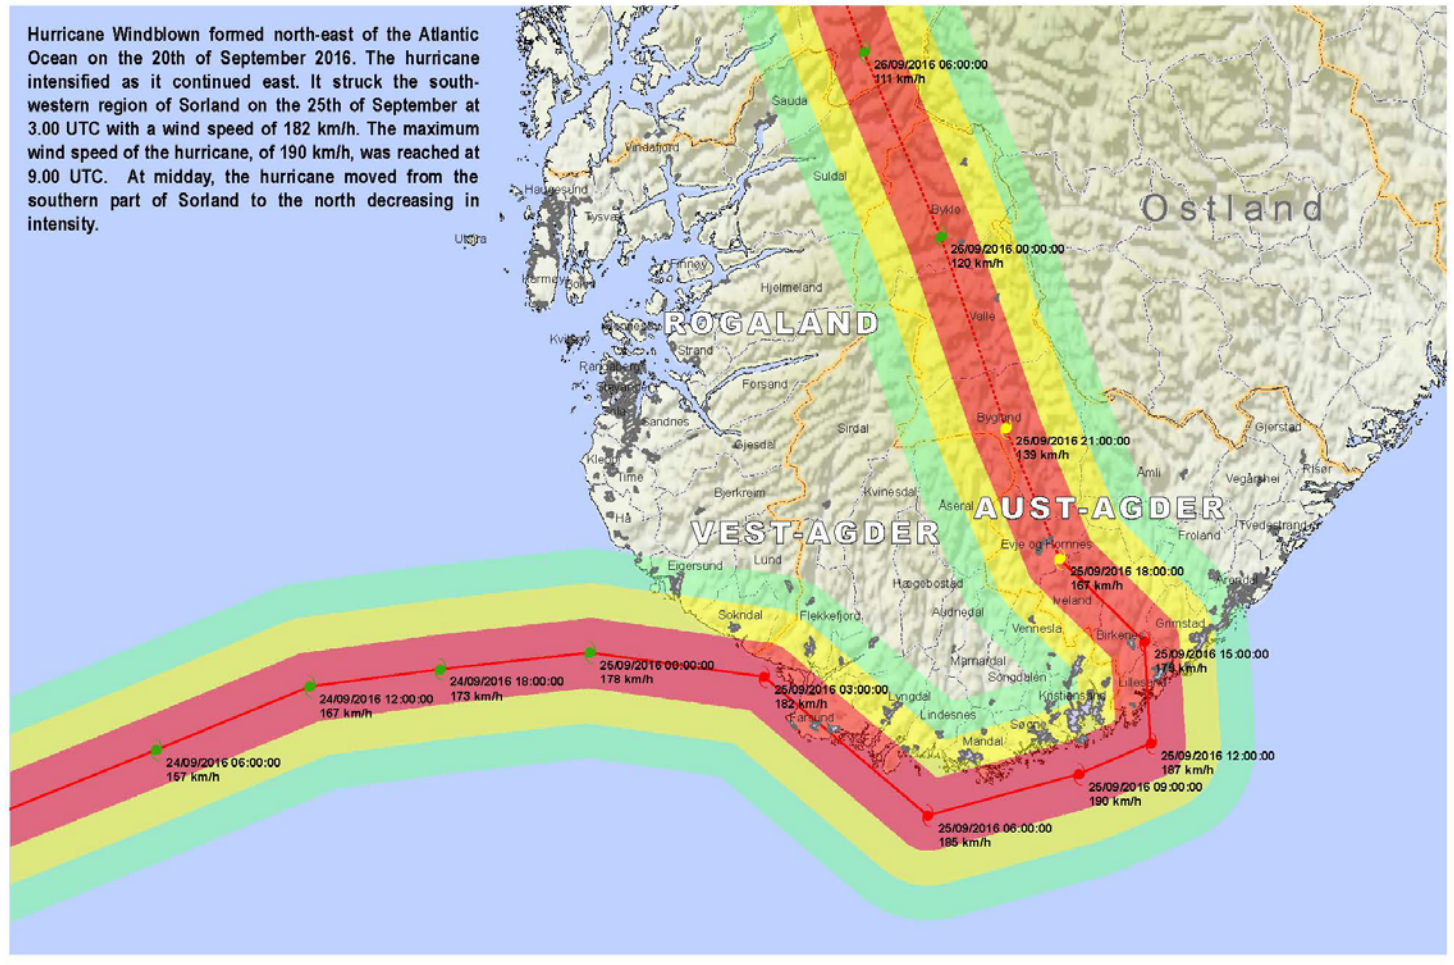 Hurricane Windblown formed north-east of the Atlantic
Ocean on the 20th of September 2016. The hurricane
intensified as it continued east. It struck the south-
western region of Sorland on the 25th of September at
3.00 UTC with a wind speed of 182 km/h. The maximum
wind speed of the hurricane, of 190 km/h, was reached at
9.00 UTC. At midday, the hurricane moved from the
southern part of Sorland to the north decreasing in
intensity.
26/09/2016 06:00:00
111 km/h
Sauda
Vindafjord
Suldal
Haugesund
Tysvær
Utsira
Bykle
Ostland
26/09/2016 00:00:00
120 km/h
Finnøy
Karmøy
Bokn
Hjelmeland
Valle
ROGALAND
Rennesøy
Strand
Forsand
Sola
Sandnes
Gjesdal
Sirdal
Bygland
25/09/2016 21:00:00
139 km/h
Gjerstad
Risør
Vegårshei
Åmli
Klepp
Time
Bjerkreim
Kvinesdal
Åseral
AUST-AGDER
Hå
VEST-AGDER
Tvedestrand
Froland
Evje og Hornnes
Lund
Eigersund
25/09/2016 18:00:00
167 km/h
Arendal
Hægebostad
Iveland
Audnedal
Sokndal
Flekkefjord
Vennesla
Birkenes
Grimstad
25/09/2016 15:00:00
179 km/h
Marnardal
Songdalen
Lillesand
25/09/2016 00:00:00
178 km/h
24/09/2016 18:00:00
173 km/h
24/09/2016 12:00:00
167 km/h
25/09/2016 03:00:00
182 km/h
Lyngdal
Kristiansand
Farsund
Lindesnes
Søgne
Mandal
24/09/2016 06:00:00
157 km/h
25/09/2016 12:00:00
187 km/h
25/09/2016 09:00:00
190 km/h
25/09/2016 06:00:00
185 km/h